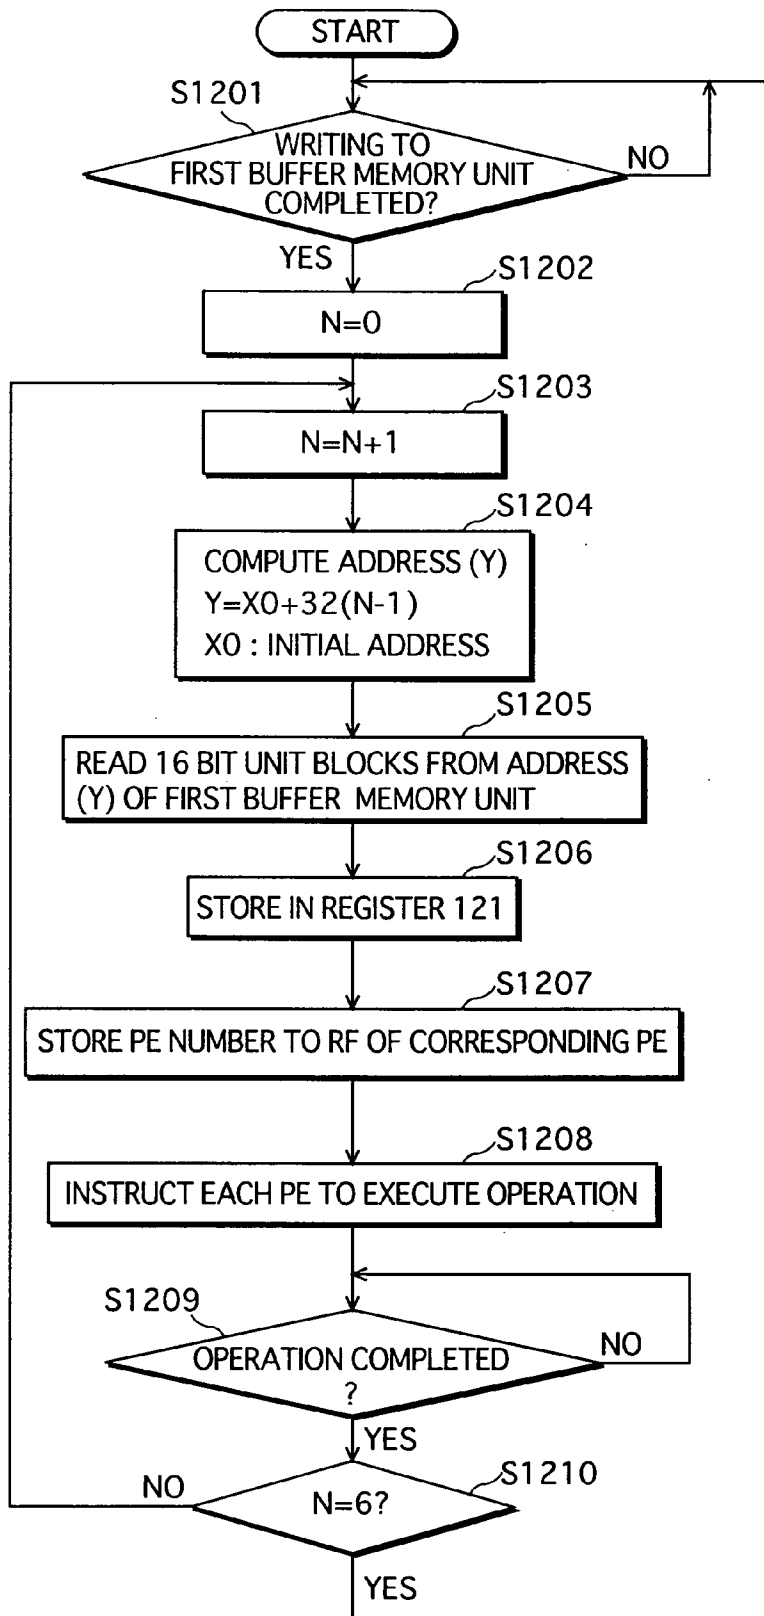 START
S1201
WRITING TO
FIRST BUFFER MEMORY UNIT
COMPLETED?
NO
YES
S1202
N=0
S1203
N=N+1
S1204
COMPUTE ADDRESS (Y)
Y=X0+32(N-1)
X0 : INITIAL ADDRESS
S1205
READ 16 BIT UNIT BLOCKS FROM ADDRESS
(Y) OF FIRST BUFFER MEMORY UNIT
S1206
STORE IN REGISTER 121
S1207
STORE PE NUMBER TO RF OF CORRESPONDING PE
S1208
INSTRUCT EACH PE TO EXECUTE OPERATION
S1209
OPERATION COMPLETED
?
NO
YES
S1210
N=6?
NO
YES